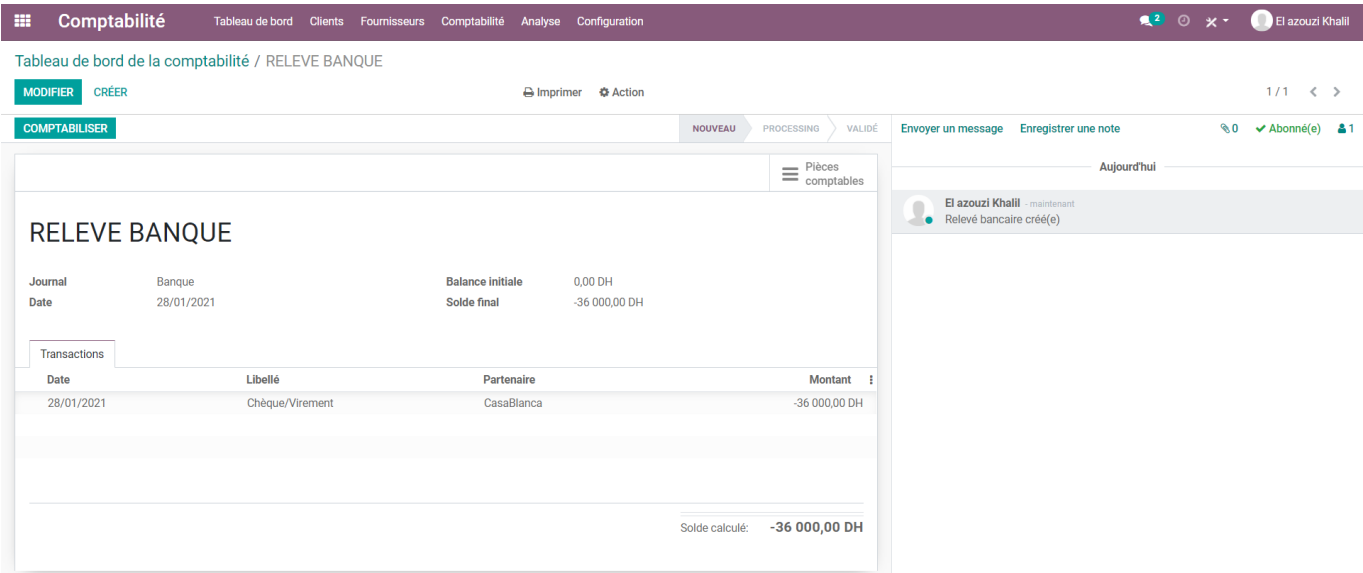 Comptabilité Tableau de bord Clients Fournisseurs Comptabilité Analyse Configuration 2 El azouzi Khalil
Tableau de bord de la comptabilité / RELEVE BANQUE
MODIFIER CRÉER Imprimer Action 1 / 1
COMPTABILISER NOUVEAU PROCESSING VALIDÉ Envoyer un message Enregistrer une note 0 Abonné(e) 1
Pièces
comptables
Aujourd'hui
El azouzi Khalil - maintenant
Relevé bancaire créé(e)
RELEVE BANQUE
Journal Banque Balance initiale 0,00 DH
Date 28/01/2021 Solde final -36 000,00 DH
Transactions
Date Libellé Partenaire Montant
28/01/2021 Chèque/Virement CasaBlanca -36 000,00 DH
Solde calculé: -36 000,00 DH